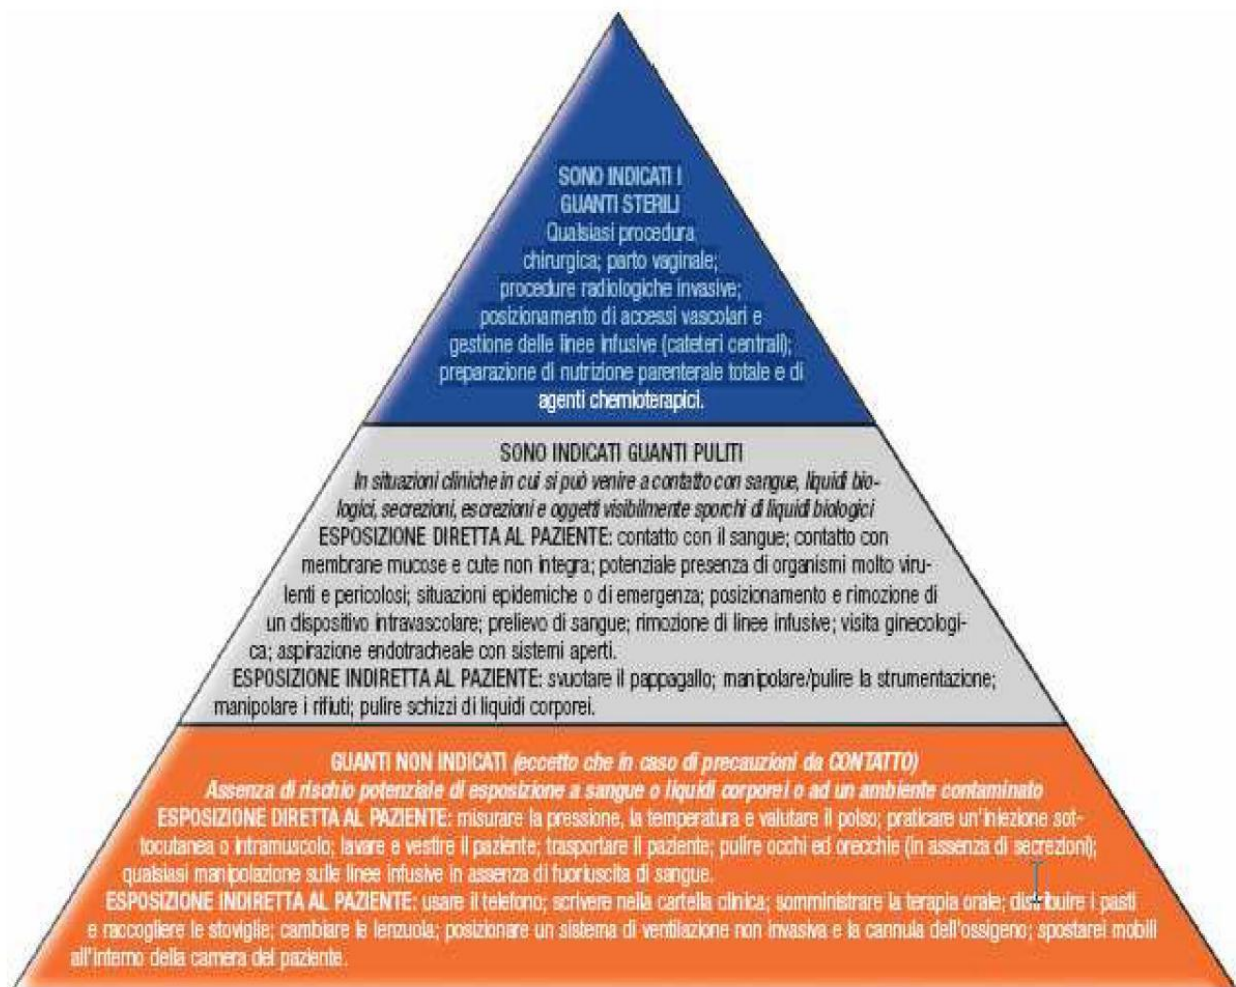 SONO INDICATI I
GUANTI STERILI
Qualsiasi procedura
chirurgica; parto vaginale;
procedure radiologiche invasive;
posizionamento di accessi vascolari e
gestione delle linee infusive (cateteri centrali);
preparazione di nutrizione parenterale totale e di
agenti chemioterapici.
SONO INDICATI GUANTI PULITI
In situazioni cliniche in cui si può venire a contatto con sangue, liquidi bio-
logici, secrezioni, escrezioni e oggetti visibilmente sporchi di liquidi biologici
ESPOSIZIONE DIRETTA AL PAZIENTE: contatto con il sangue; contatto con
membrane mucose e cute non integra; potenziale presenza di organismi molto viru-
lenti e pericolosi; situazioni epidemiche o di emergenza; posizionamento e rimozione di
un dispositivo intravascolare; prelievo di sangue; rimozione di linee infusive; visita ginecologi-
ca; aspirazione endotracheale con sistemi aperti.
ESPOSIZIONE INDIRETTA AL PAZIENTE: svuotare il pappagallo; manipolare/pulire la strumentazione;
manipolare i rifiuti; pulire schizzi di liquidi corporei.
GUANTI NON INDICATI (eccetto che in caso di precauzioni da CONTATTO)
Assenza di rischio potenziale di esposizione a sangue o liquidi corporei o ad un ambiente contaminato
ESPOSIZIONE DIRETTA AL PAZIENTE: misurare la pressione, la temperatura e valutare il polso; praticare un'iniezione sot-
tocutanea o intramuscolo; lavare e vestire il paziente; trasportare il paziente; pulire occhi ed orecchie (in assenza di secrezioni);
qualsiasi manipolazione sulle linee infusive in assenza di fuoriuscita di sangue.
ESPOSIZIONE INDIRETTA AL PAZIENTE: usare il telefono; scrivere nella cartella clinica; somministrare la terapia orale; distribuire i pasti
e raccogliere le stoviglie; cambiare le lenzuola; posizionare un sistema di ventilazione non invasiva e la cannula dell'ossigeno; spostarei mobili
all'interno della camera del paziente.